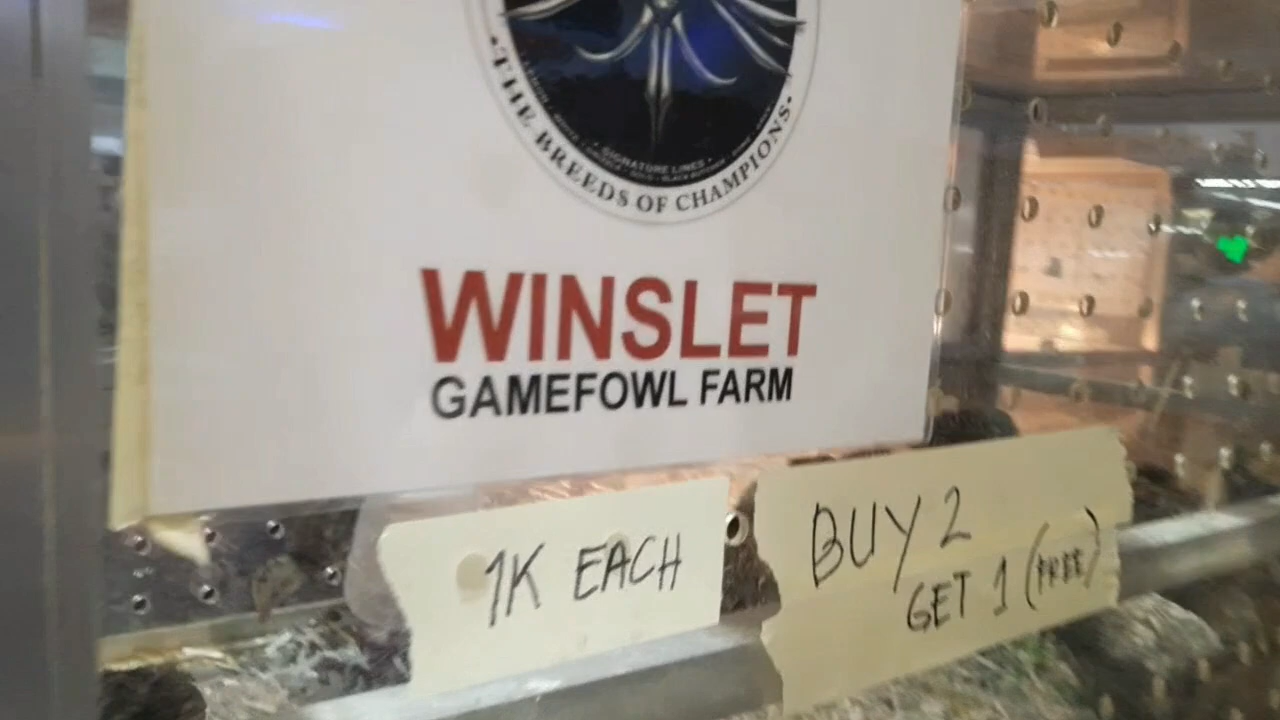 • THE BREEDS OF CHAMPIONS •
• SIGNATURE LINES •
WINSLET
GAMEFOWL FARM
1K EACH
BUY 2
GET 1 (FREE)